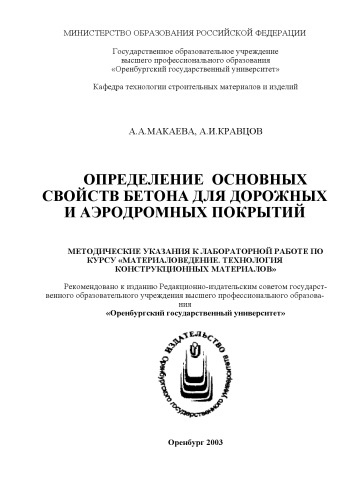 МИНИСТЕРСТВО ОБРАЗОВАНИЯ РОССИЙСКОЙ ФЕДЕРАЦИИ
Государственное образовательное учреждение
высшего профессионального образования
«Оренбургский государственный университет»
Кафедра технологии строительных материалов и изделий
А.А.МАКАЕВА, А.И.КРАВЦОВ
ОПРЕДЕЛЕНИЕ ОСНОВНЫХ
СВОЙСТВ БЕТОНА ДЛЯ ДОРОЖНЫХ
И АЭРОДРОМНЫХ ПОКРЫТИЙ
МЕТОДИЧЕСКИЕ УКАЗАНИЯ К ЛАБОРАТОРНОЙ РАБОТЕ ПО
КУРСУ «МАТЕРИАЛОВЕДЕНИЕ. ТЕХНОЛОГИЯ
КОНСТРУКЦИОННЫХ МАТЕРИАЛОВ»
Рекомендовано к изданию Редакционно-издательским советом государст-
венного образовательного учреждения высшего профессионального образова-
ния
«Оренбургский государственный университет»
ИЗДАТЕЛЬСТВО
Оренбургского государственного университета
Оренбург 2003